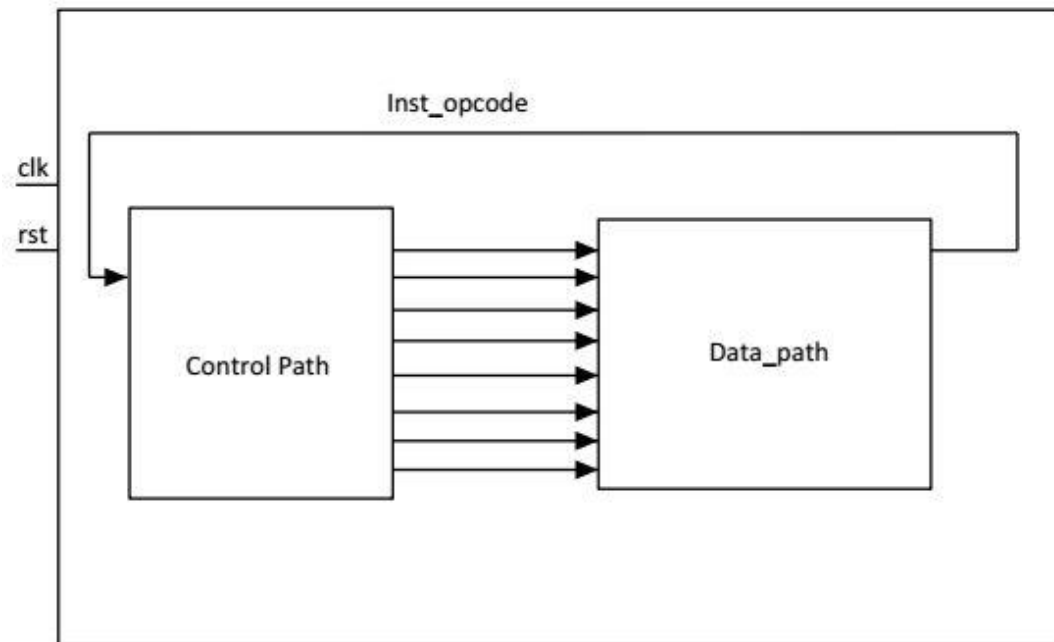 Inst_opcode
clk
rst
Control Path
Data_path